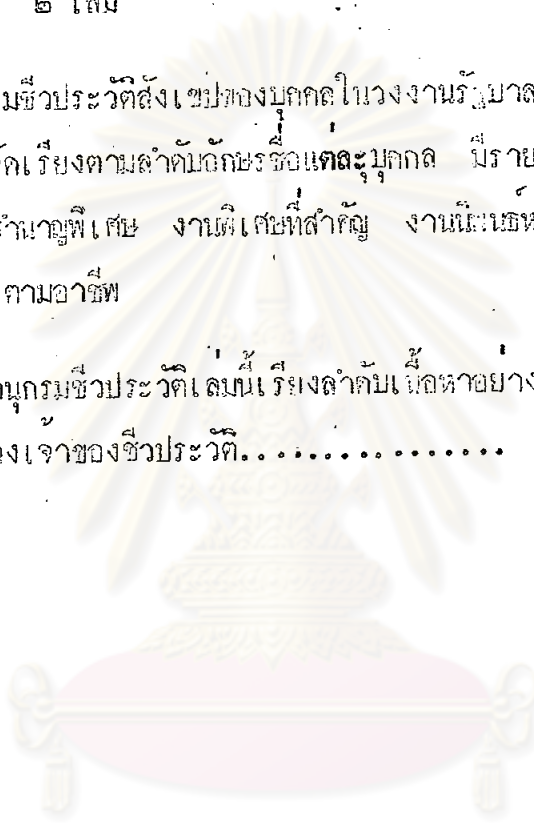 ๒ เล่ม
มชีวประวัติสังเขปของบุคคลในวงงานรัฐบาล
ัดเรียงตามลำดับอักษรชื่อแต่ละบุคคล มีราย
ชำนาญพิเศษ งานพิเศษที่สำคัญ งานนิพนธ์ห
ตามอาชีพ
านุกรมชีวประวัติเล่มนี้เรียงลำดับเนื้อหาอย่าง
องเจ้าของชีวประวัติ................